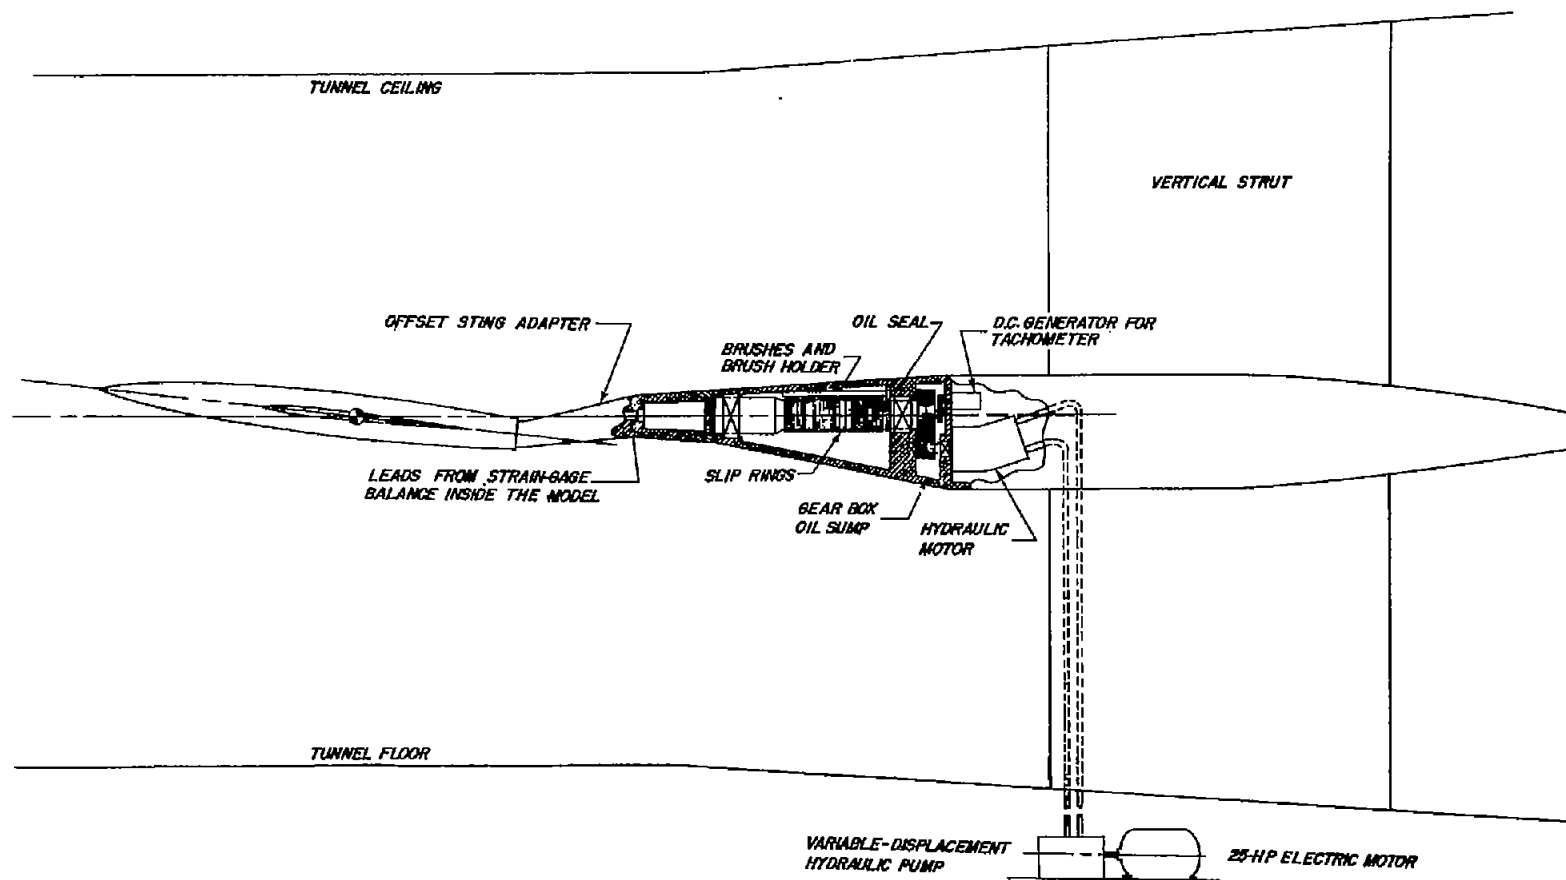 TUNNEL CEILING
VERTICAL STRUT
OFFSET STING ADAPTER
OIL SEAL
D.C. GENERATOR FOR
TACHOMETER
BRUSHES AND
BRUSH HOLDER
LEADS FROM STRAIN-GAGE
BALANCE INSIDE THE MODEL
SLIP RINGS
GEAR BOX
OIL SUMP
HYDRAULIC
MOTOR
TUNNEL FLOOR
VARIABLE-DISPLACEMENT
HYDRAULIC PUMP
25-HP ELECTRIC MOTOR